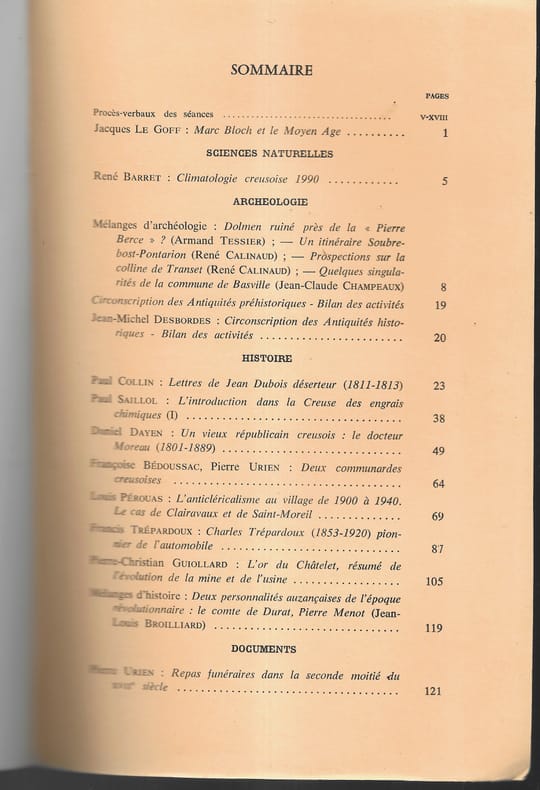 SOMMAIRE
PAGES
Procès-verbaux des séances ........................................ V-XVIII
Jacques LE GOFF : Marc Bloch et le Moyen Age .......... 1
SCIENCES NATURELLES
René BARRET : Climatologie creusoise 1990 ............ 5
ARCHEOLOGIE
Mélanges d'archéologie : Dolmen ruiné près de la « Pierre
Berce » ? (Armand TESSIER) ; — Un itinéraire Soubre-
bost-Pontarion (René CALINAUD) ; — Prospections sur la
colline de Transet (René CALINAUD) ; — Quelques singula-
rités de la commune de Basville (Jean-Claude CHAMPEAUX) 8
Circonscription des Antiquités préhistoriques - Bilan des activités 19
Jean-Michel DESBORDES : Circonscription des Antiquités histo-
riques - Bilan des activités ........................ 20
HISTOIRE
Paul COLLIN : Lettres de Jean Dubois déserteur (1811-1813) 23
Paul SAILLOL : L'introduction dans la Creuse des engrais
chimiques (I) .................................... 38
Daniel DAYEN : Un vieux républicain creusois : le docteur
Moreau (1801-1889) .............................. 49
Françoise BÉDOUSSAC, Pierre URIEN : Deux communardes
creusoises ...................................... 64
Louis PÉROUAS : L'anticléricalisme au village de 1900 à 1940.
Le cas de Clairavaux et de Saint-Moreil .............. 69
Francis TRÉPARDOUX : Charles Trépardoux (1853-1920) pion-
nier de l'automobile .............................. 87
Pierre-Christian GUIOLLARD : L'or du Châtelet, résumé de
l'évolution de la mine et de l'usine .................. 105
Mélanges d'histoire : Deux personnalités auzançaises de l'époque
révolutionnaire : le comte de Durat, Pierre Menot (Jean-
Louis BROILLIARD) ................................ 119
DOCUMENTS
Pierre URIEN : Repas funéraires dans la seconde moitié du
XVIIe siècle .................................... 121